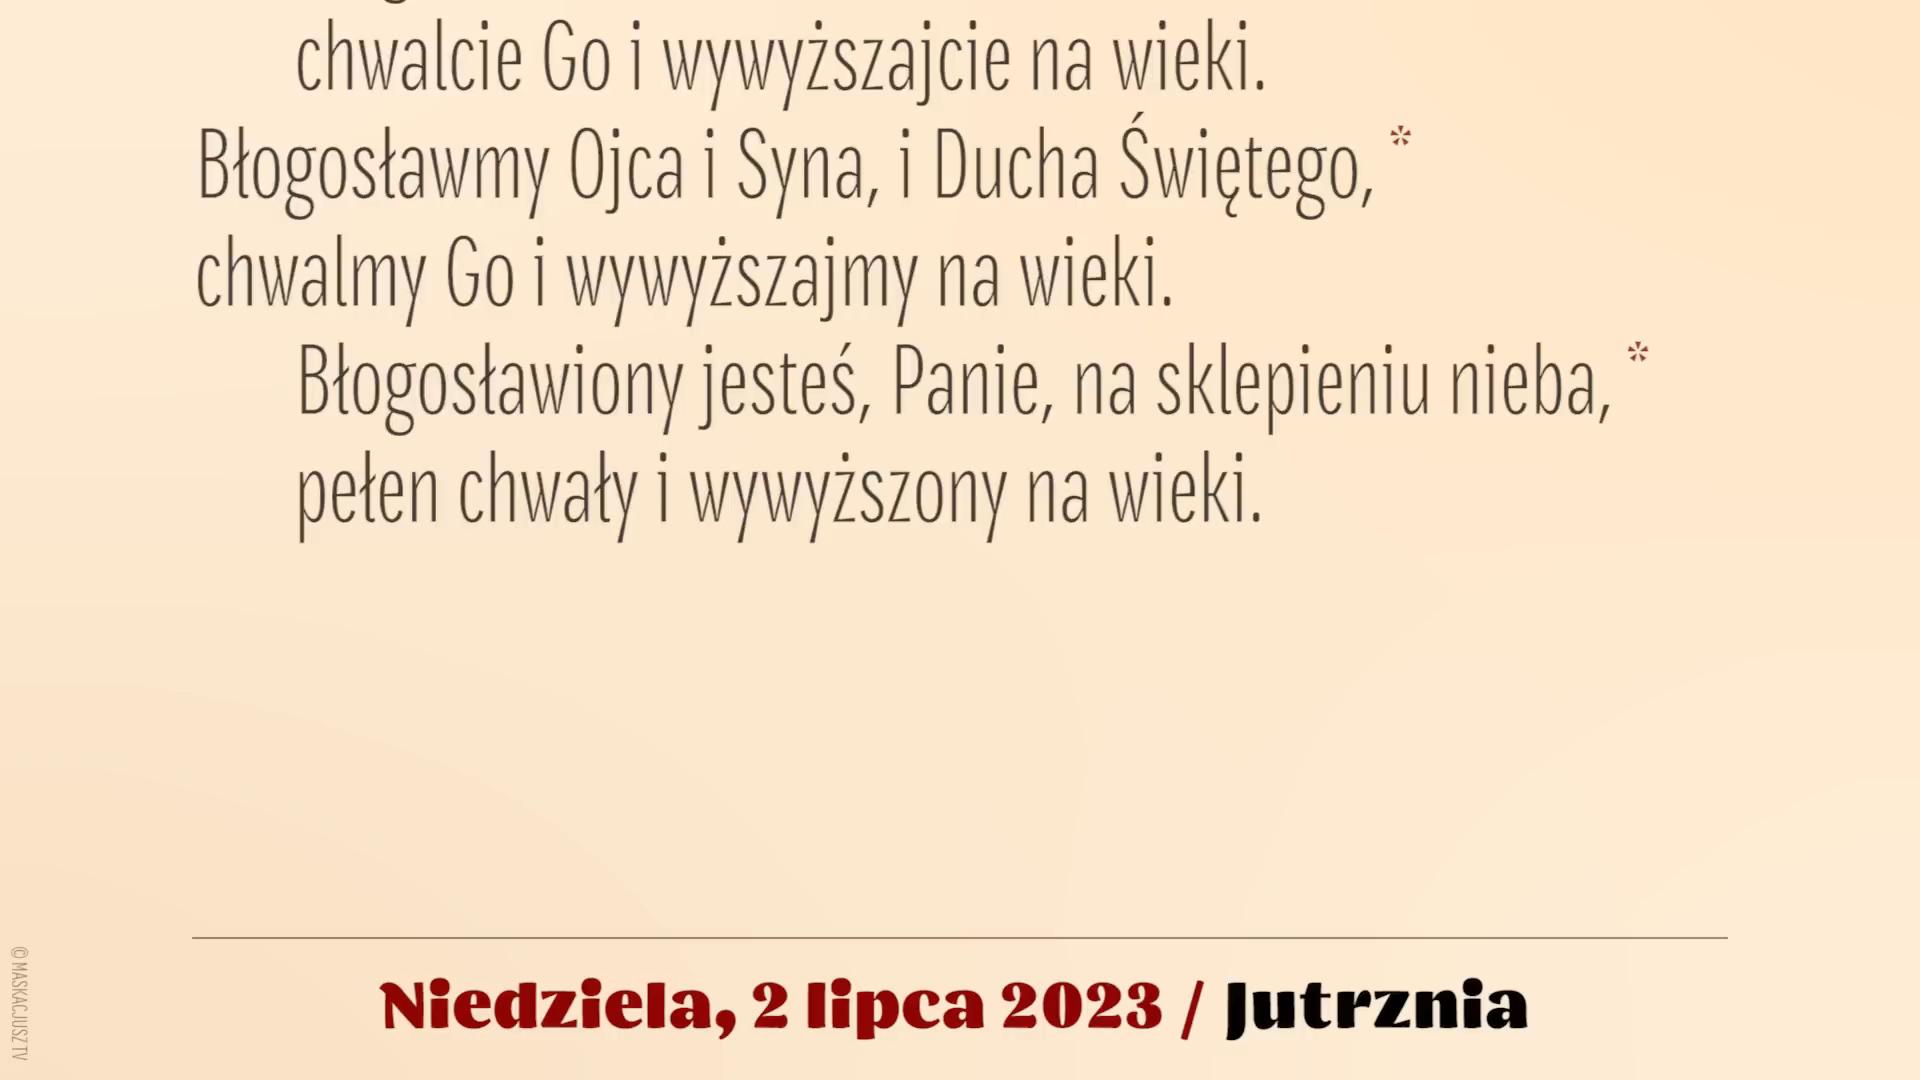 chwalcie Go i wywyższajcie na wieki.
Błogosławmy Ojca i Syna, i Ducha Świętego, *
chwalmy Go i wywyższajmy na wieki.
Błogosławiony jesteś, Panie, na sklepieniu nieba, *
pełen chwały i wywyższony na wieki.
Niedziela, 2 lipca 2023 / Jutrznia
© MASKACJUSZ TV